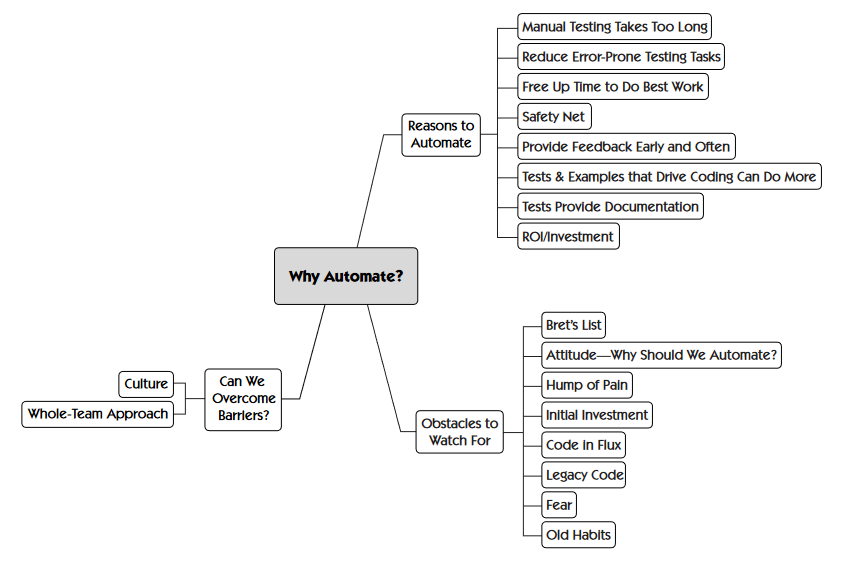 Why Automate?
Reasons to
Automate
Manual Testing Takes Too Long
Reduce Error-Prone Testing Tasks
Free Up Time to Do Best Work
Safety Net
Provide Feedback Early and Often
Tests & Examples that Drive Coding Can Do More
Tests Provide Documentation
ROI/Investment
Obstacles to
Watch For
Bret's List
Attitude—Why Should We Automate?
Hump of Pain
Initial Investment
Code in Flux
Legacy Code
Fear
Old Habits
Can We
Overcome
Barriers?
Culture
Whole-Team Approach